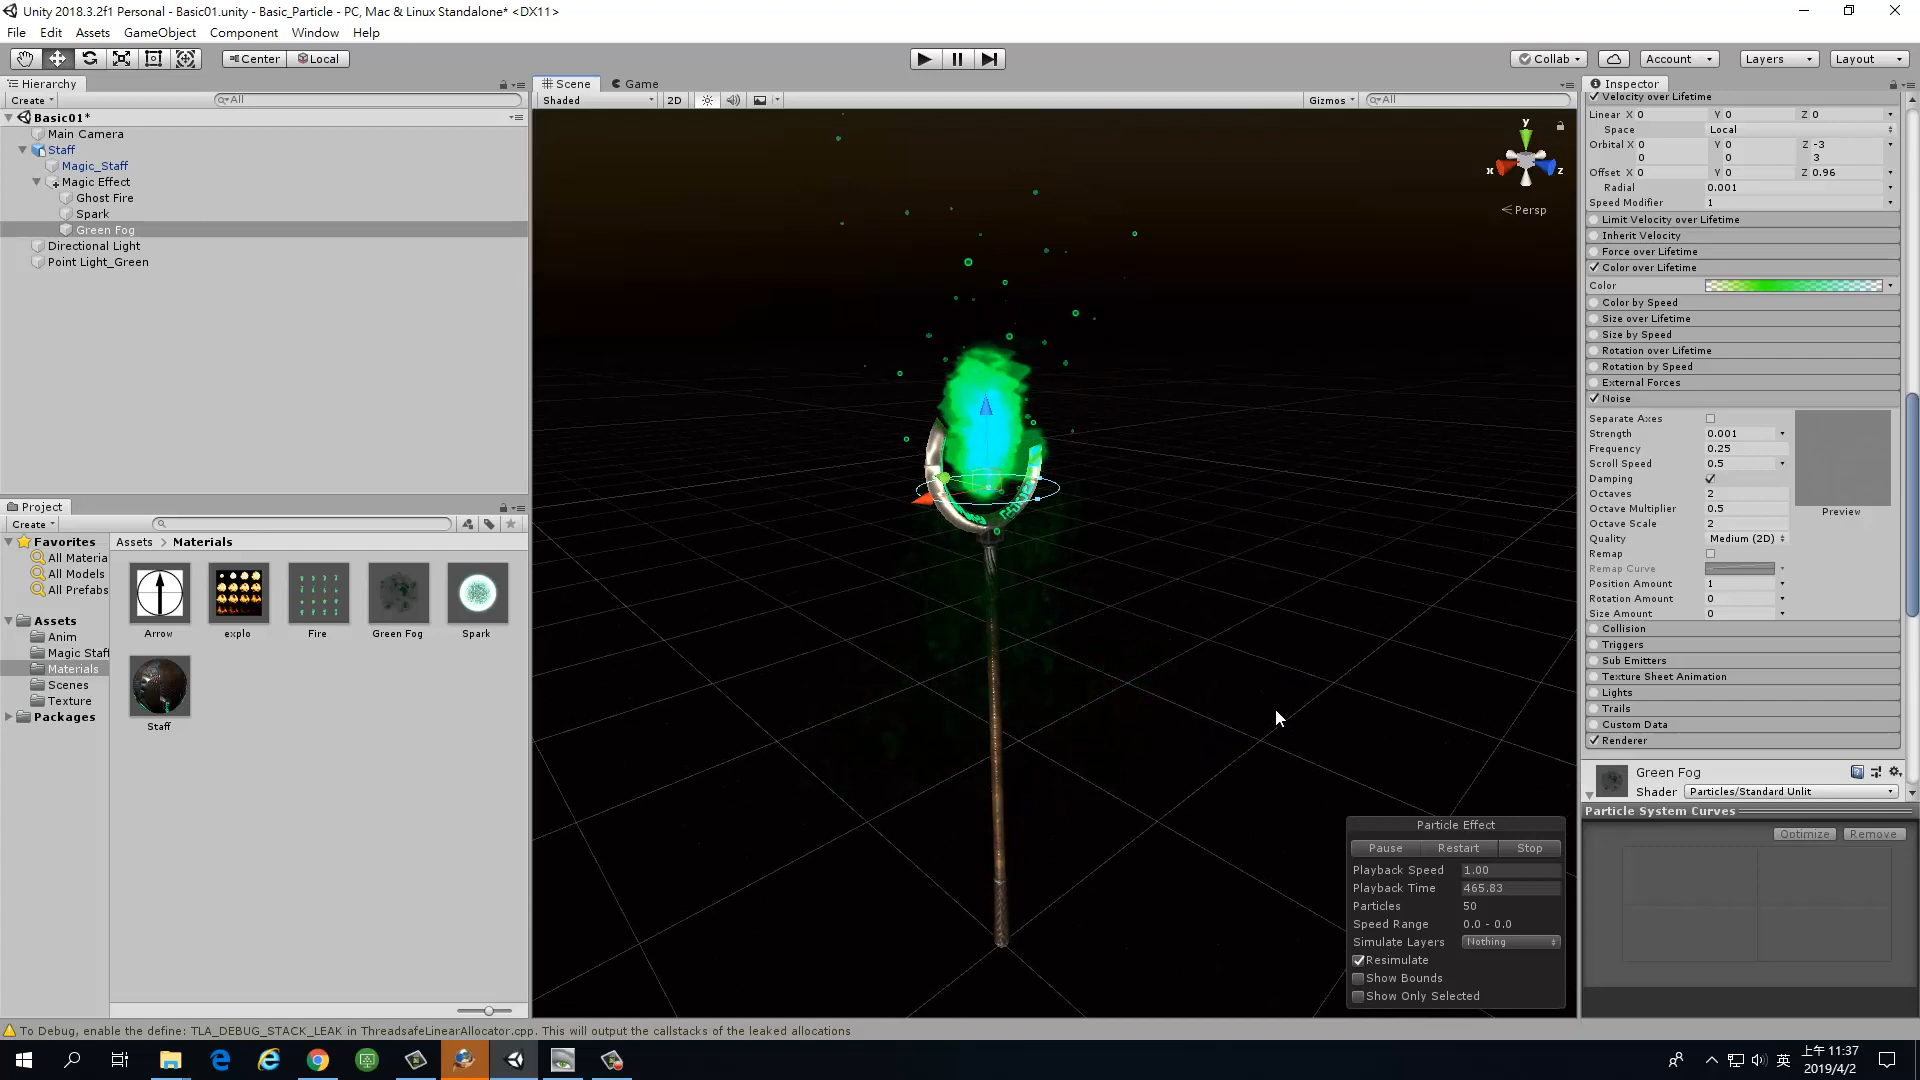 Unity 2018.3.2f1 Personal - Basic01.unity - Basic_Particle - PC, Mac & Linux Standalone* <DX11>
File Edit Assets GameObject Component Window Help
Center Local
Collab Account Layers Layout
Hierarchy
Create All
Basic01*
Main Camera
Staff
Magic_Staff
Magic Effect
Ghost Fire
Spark
Green Fog
Directional Light
Point Light_Green
Project
Create
Favorites
All Materia
All Models
All Prefabs
Assets
Anim
Magic Staff
Materials
Scenes
Texture
Packages
Assets > Materials
Arrow explo Fire Green Fog Spark
Staff
Scene Game
Shaded 2D Gizmos All
y
x z
Persp
Particle Effect
Pause Restart Stop
Playback Speed 1.00
Playback Time 465.83
Particles 50
Speed Range 0.0 - 0.0
Simulate Layers Nothing
Resimulate
Show Bounds
Show Only Selected
Inspector
Velocity over Lifetime
Linear X 0 Y 0 Z 0
Space Local
Orbital X 0 Y 0 Z -3
0 0 3
Offset X 0 Y 0 Z 0.96
Radial 0.001
Speed Modifier 1
Limit Velocity over Lifetime
Inherit Velocity
Force over Lifetime
Color over Lifetime
Color
Color by Speed
Size over Lifetime
Size by Speed
Rotation over Lifetime
Rotation by Speed
External Forces
Noise
Separate Axes
Strength 0.001
Frequency 0.25
Scroll Speed 0.5
Damping
Octaves 2
Octave Multiplier 0.5
Octave Scale 2
Quality Medium (2D)
Remap
Remap Curve
Position Amount 1
Rotation Amount 0
Size Amount 0
Preview
Collision
Triggers
Sub Emitters
Texture Sheet Animation
Lights
Trails
Custom Data
Renderer
Green Fog
Shader Particles/Standard Unlit
Particle System Curves
Optimize Remove
To Debug, enable the define: TLA_DEBUG_STACK_LEAK in ThreadsafeLinearAllocator.cpp. This will output the callstacks of the leaked allocations
英
上午 11:37
2019/4/2